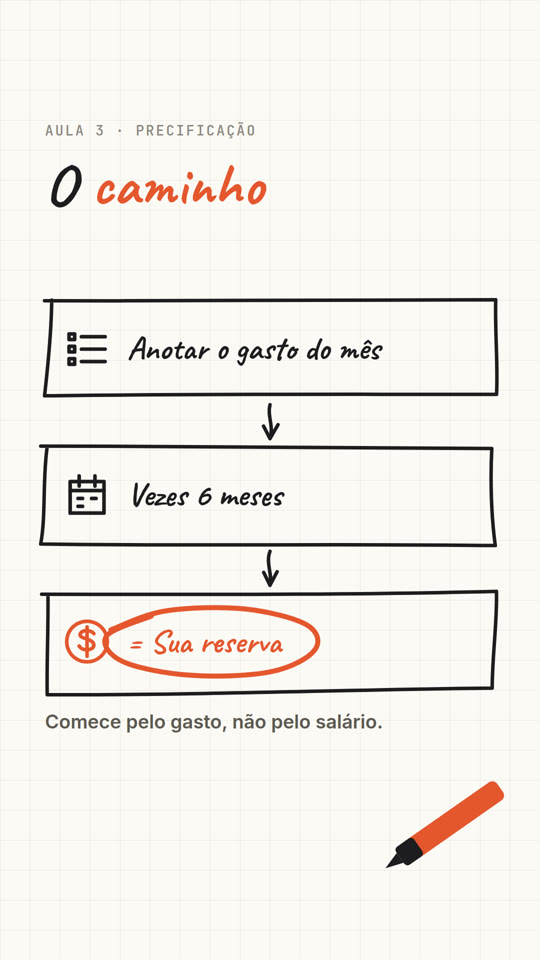 AULA 3 · PRECIFICAÇÃO
O caminho
Anotar o gasto do mês
Vezes 6 meses
$ = Sua reserva
Comece pelo gasto, não pelo salário.